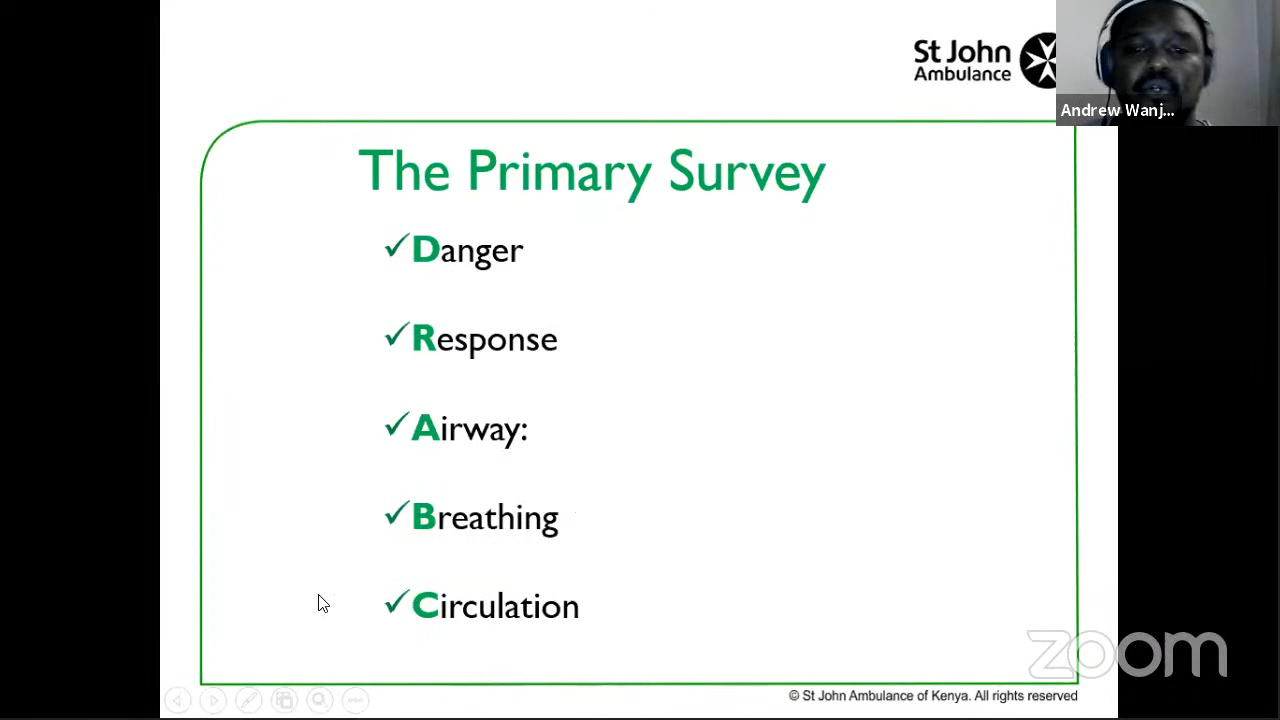 St John
Ambulance
Andrew Wanj...
The Primary Survey
✓Danger
✓Response
✓Airway:
✓Breathing
✓Circulation
zoom
© St John Ambulance of Kenya. All rights reserved